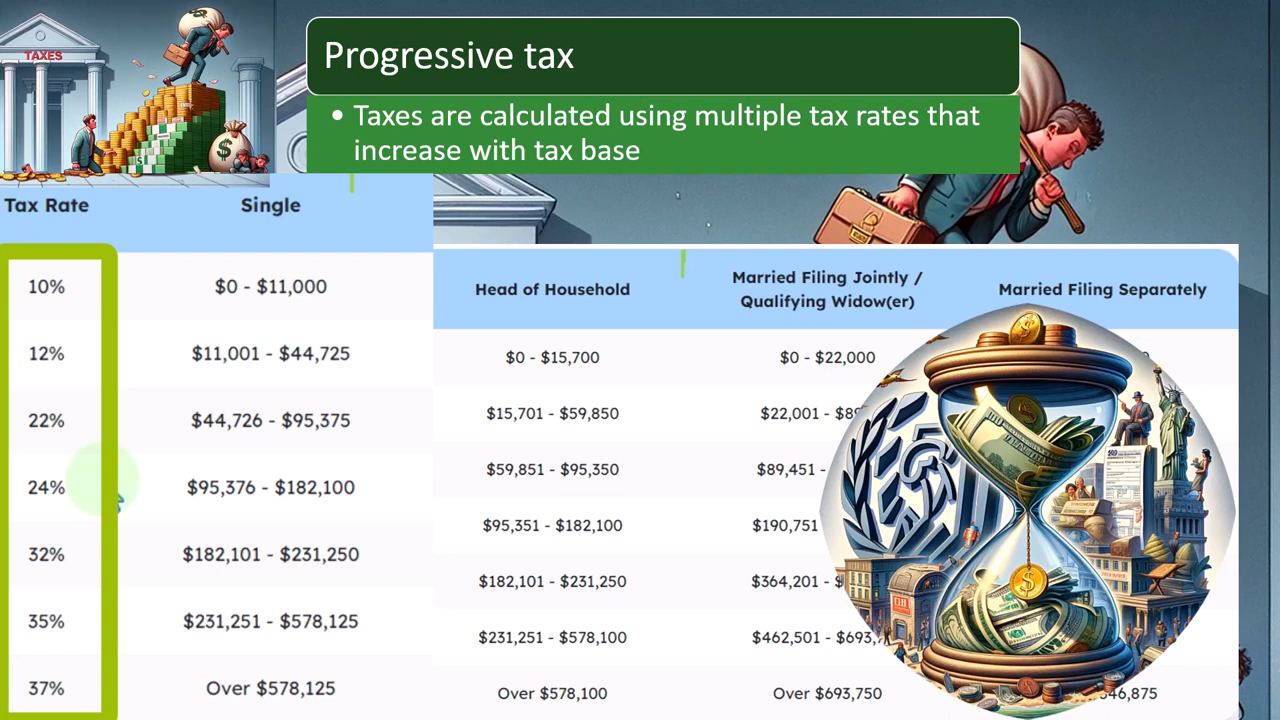 TAXES
Progressive tax
• Taxes are calculated using multiple tax rates that
increase with tax base
Tax Rate Single
10% $0 - $11,000
12% $11,001 - $44,725
22% $44,726 - $95,375
24% $95,376 - $182,100
32% $182,101 - $231,250
35% $231,251 - $578,125
37% Over $578,125
Head of Household
Married Filing Jointly /
Qualifying Widow(er)
Married Filing Separately
$0 - $15,700 $0 - $22,000
$15,701 - $59,850 $22,001 -
$59,851 - $95,350 $89,451 -
$95,351 - $182,100 $190,751
$182,101 - $231,250 $364,201 -
$231,251 - $578,100 $462,501 -
Over $578,100 Over $693,750